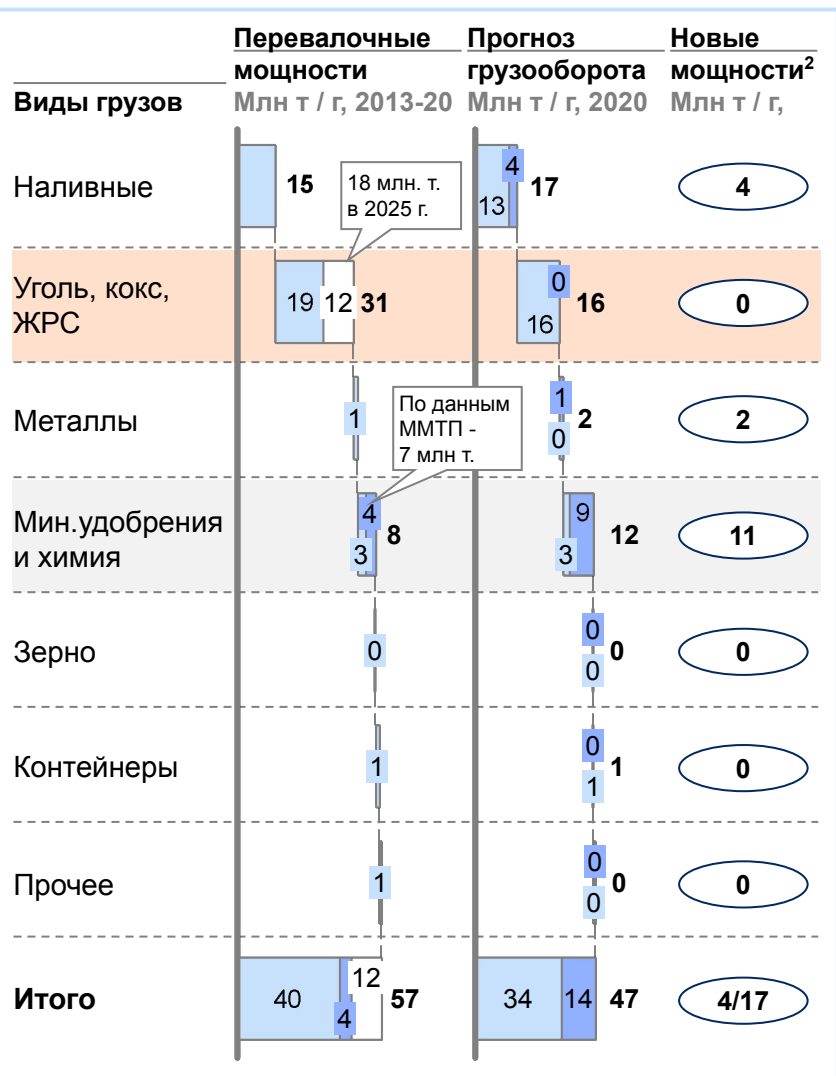 Перевалочные мощности
Прогноз грузооборота
Новые мощности²
Виды грузов
Млн т / г, 2013-20
Млн т / г, 2020
Млн т / г,
Наливные
15
18 млн. т.
в 2025 г.
13
4
17
4
Уголь, кокс,
ЖРС
19
12
31
0
16
16
0
Металлы
1
По данным
ММТП -
7 млн т.
1
0
2
2
Мин.удобрения
и химия
4
3
8
9
3
12
11
Зерно
0
0
0
0
0
Контейнеры
1
0
1
1
0
Прочее
1
0
0
0
0
Итого
40
4
12
57
34
14
47
4/17